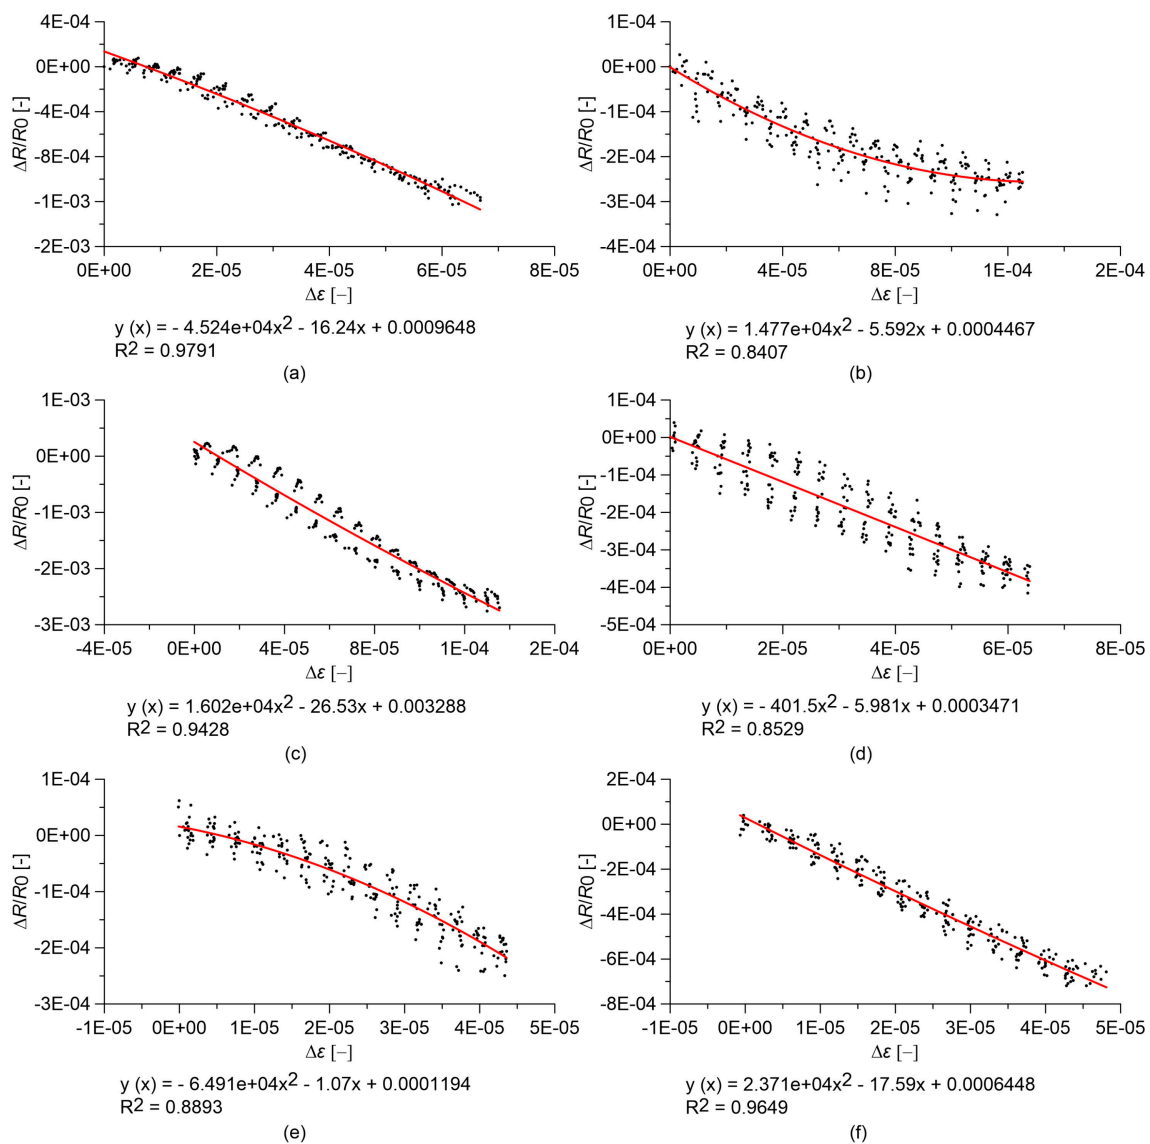 4E-04
0E+00
-4E-04
-8E-04
-1E-03
-2E-03
ΔR/R0 [-]
0E+00 2E-05 4E-05 6E-05 8E-05
Δε [–]
y (x) = - 4.524e+04x2 - 16.24x + 0.0009648
R2 = 0.9791
(a)
1E-04
0E+00
-1E-04
-2E-04
-3E-04
-4E-04
ΔR/R0 [-]
0E+00 4E-05 8E-05 1E-04 2E-04
Δε [–]
y (x) = 1.477e+04x2 - 5.592x + 0.0004467
R2 = 0.8407
(b)
1E-03
0E+00
-1E-03
-2E-03
-3E-03
ΔR/R0 [-]
-4E-05 0E+00 4E-05 8E-05 1E-04 2E-04
Δε [–]
y (x) = 1.602e+04x2 - 26.53x + 0.003288
R2 = 0.9428
(c)
1E-04
0E+00
-1E-04
-2E-04
-3E-04
-4E-04
-5E-04
ΔR/R0 [-]
0E+00 2E-05 4E-05 6E-05 8E-05
Δε [–]
y (x) = - 401.5x2 - 5.981x + 0.0003471
R2 = 0.8529
(d)
1E-04
0E+00
-1E-04
-2E-04
-3E-04
ΔR/R0 [-]
-1E-05 0E+00 1E-05 2E-05 3E-05 4E-05 5E-05
Δε [–]
y (x) = - 6.491e+04x2 - 1.07x + 0.0001194
R2 = 0.8893
(e)
2E-04
0E+00
-2E-04
-4E-04
-6E-04
-8E-04
ΔR/R0 [-]
-1E-05 0E+00 1E-05 2E-05 3E-05 4E-05 5E-05
Δε [–]
y (x) = 2.371e+04x2 - 17.59x + 0.0006448
R2 = 0.9649
(f)